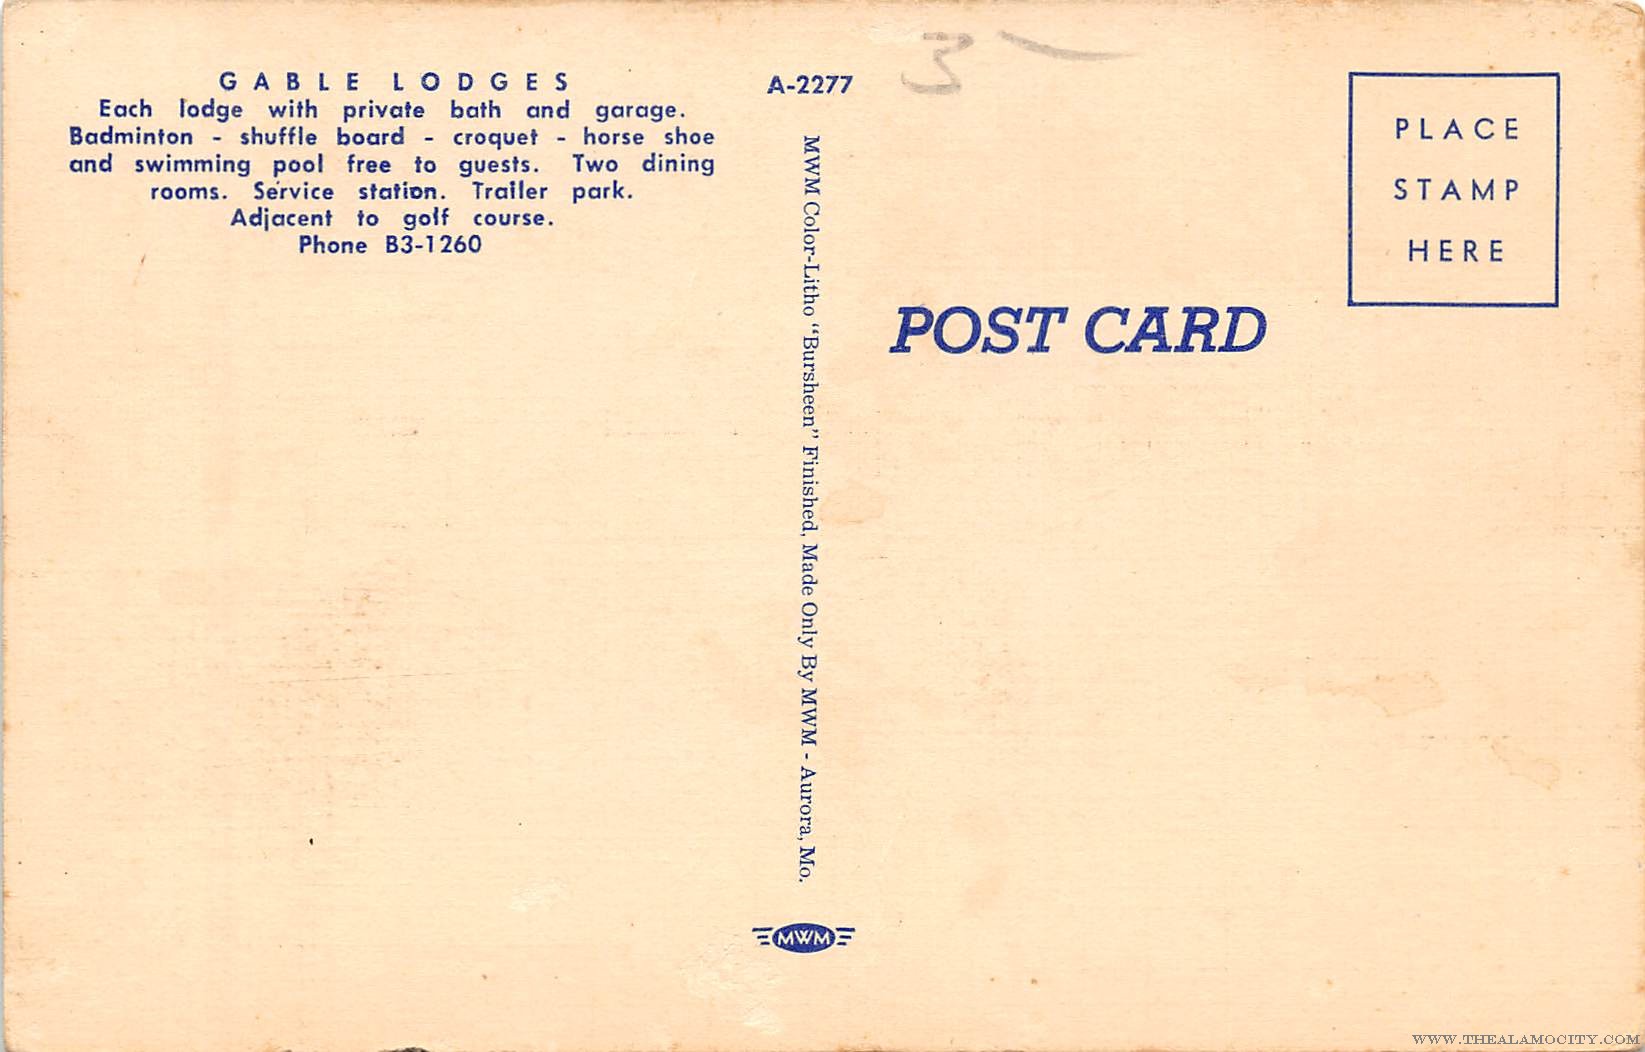 GABLE LODGES
Each lodge with private bath and garage.
Badminton - shuffle board - croquet - horse shoe
and swimming pool free to guests. Two dining
rooms. Service station. Trailer park.
Adjacent to golf course.
Phone B3-1260
A-2277
MWM Color-Litho "Bursheen" Finished, Made Only By MWM - Aurora, Mo.
MWM
3
PLACE
STAMP
HERE
POST CARD
WWW.THEALAMOCITY.COM